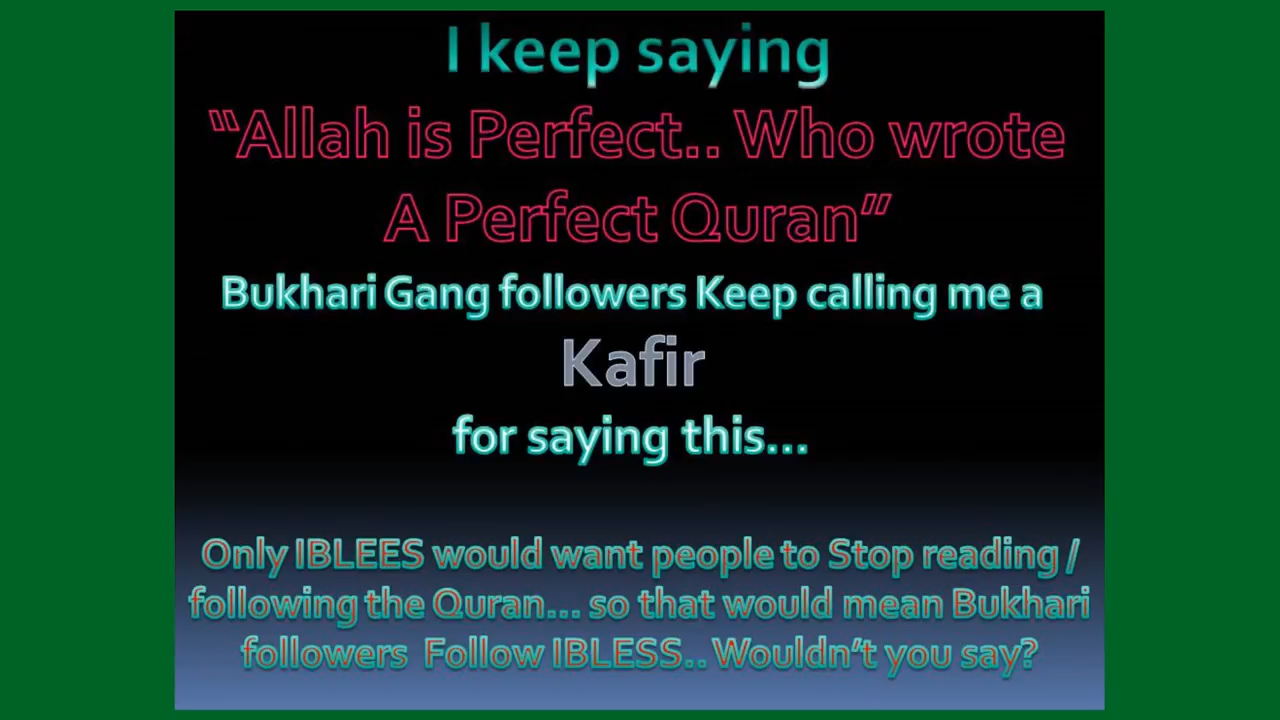 I keep saying
“Allah is Perfect.. Who wrote
A Perfect Quran”
Bukhari Gang followers Keep calling me a
Kafir
for saying this...
Only IBLEES would want people to Stop reading /
following the Quran... so that would mean Bukhari
followers Follow IBLESS.. Wouldn’t you say?